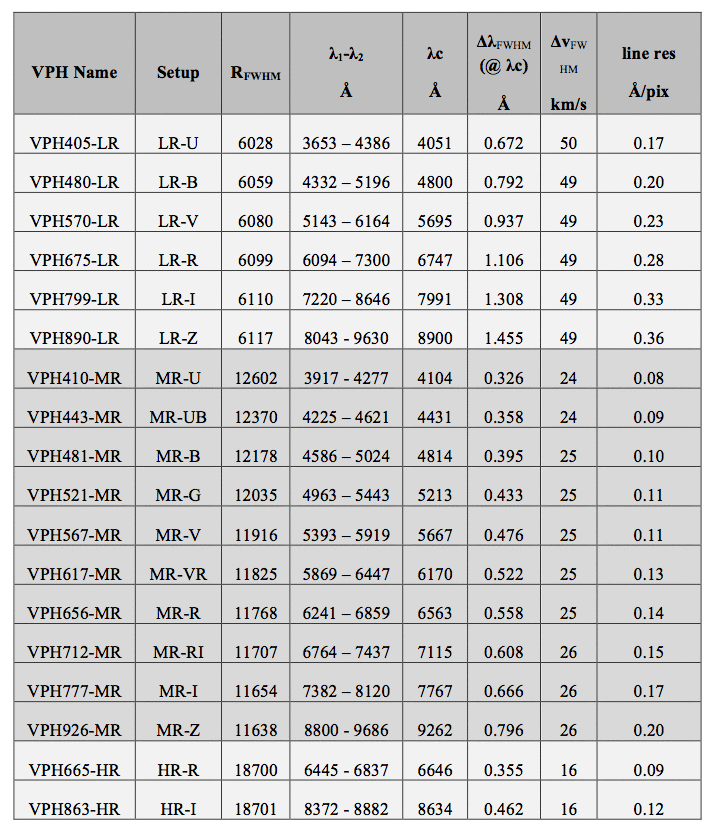 VPH Name Setup RFWHM λ1-λ2 Å λc Å ΔλFWHM (@ λc) Å ΔvFWHM km/s line res Å/pix
VPH405-LR LR-U 6028 3653 – 4386 4051 0.672 50 0.17
VPH480-LR LR-B 6059 4332 – 5196 4800 0.792 49 0.20
VPH570-LR LR-V 6080 5143 – 6164 5695 0.937 49 0.23
VPH675-LR LR-R 6099 6094 – 7300 6747 1.106 49 0.28
VPH799-LR LR-I 6110 7220 – 8646 7991 1.308 49 0.33
VPH890-LR LR-Z 6117 8043 - 9630 8900 1.455 49 0.36
VPH410-MR MR-U 12602 3917 - 4277 4104 0.326 24 0.08
VPH443-MR MR-UB 12370 4225 – 4621 4431 0.358 24 0.09
VPH481-MR MR-B 12178 4586 – 5024 4814 0.395 25 0.10
VPH521-MR MR-G 12035 4963 – 5443 5213 0.433 25 0.11
VPH567-MR MR-V 11916 5393 – 5919 5667 0.476 25 0.11
VPH617-MR MR-VR 11825 5869 – 6447 6170 0.522 25 0.13
VPH656-MR MR-R 11768 6241 – 6859 6563 0.558 25 0.14
VPH712-MR MR-RI 11707 6764 – 7437 7115 0.608 26 0.15
VPH777-MR MR-I 11654 7382 – 8120 7767 0.666 26 0.17
VPH926-MR MR-Z 11638 8800 - 9686 9262 0.796 26 0.20
VPH665-HR HR-R 18700 6445 - 6837 6646 0.355 16 0.09
VPH863-HR HR-I 18701 8372 - 8882 8634 0.462 16 0.12